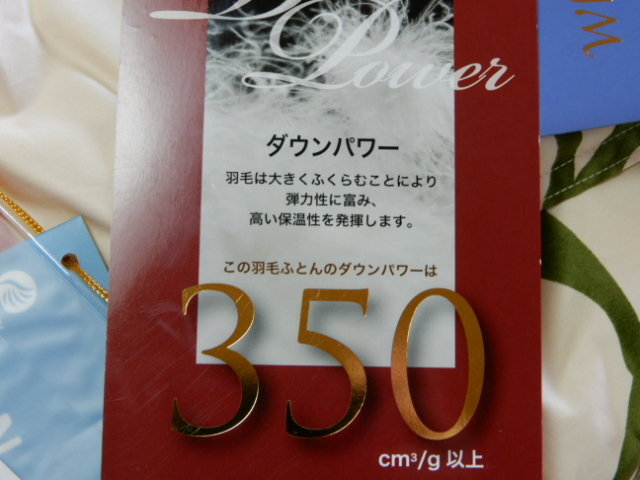 Power
ダウンパワー
羽毛は大きくふくらむことにより
弾力性に富み、
高い保温性を発揮します。
この羽毛ふとんのダウンパワーは
350
cm³/g 以上